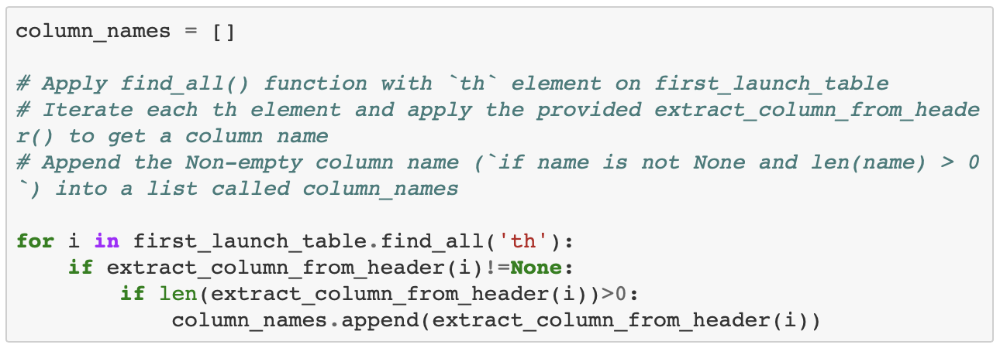 column_names = []
# Apply find_all() function with `th` element on first_launch_table
# Iterate each th element and apply the provided extract_column_from_heade
r() to get a column name
# Append the Non-empty column name (`if name is not None and len(name) > 0
`) into a list called column_names
for i in first_launch_table.find_all('th'):
    if extract_column_from_header(i)!=None:
        if len(extract_column_from_header(i))>0:
            column_names.append(extract_column_from_header(i))